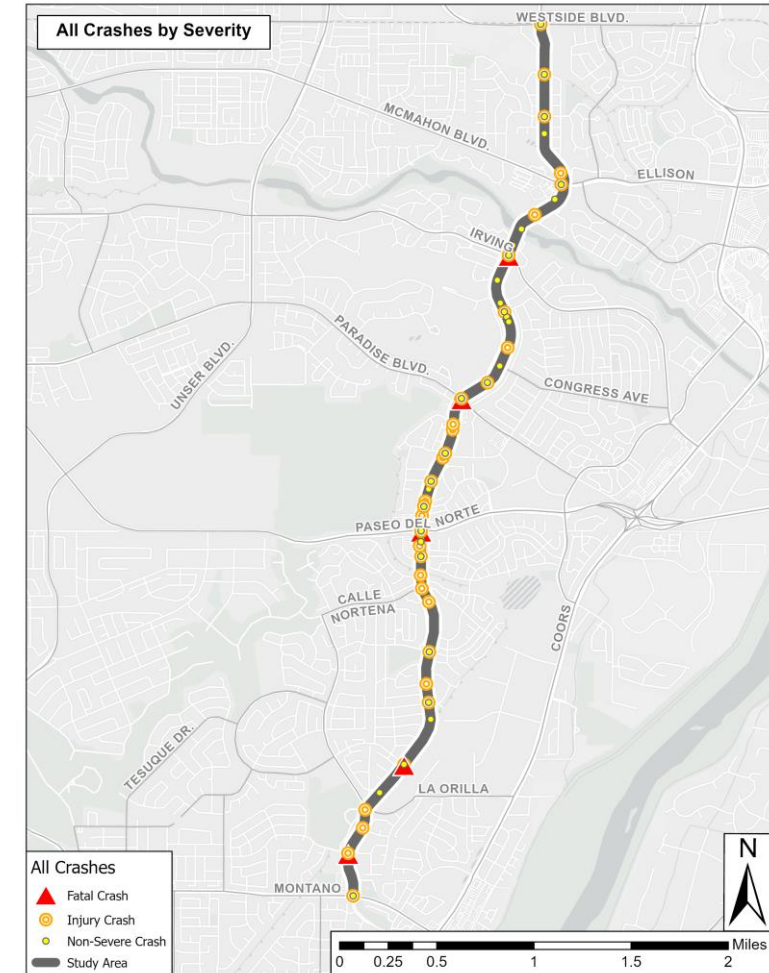 All Crashes by Severity
WESTSIDE BLVD.
MCMAHON BLVD.
ELLISON
IRVING
PARADISE BLVD.
UNSER BLVD.
CONGRESS AVE
PASEO DEL NORTE
CALLE
NORTENA
COORS
TESUQUE DR.
LA ORILLA
MONTANO
All Crashes
Fatal Crash
Injury Crash
Non-Severe Crash
Study Area
N
Miles
0 0.25 0.5 1 1.5 2